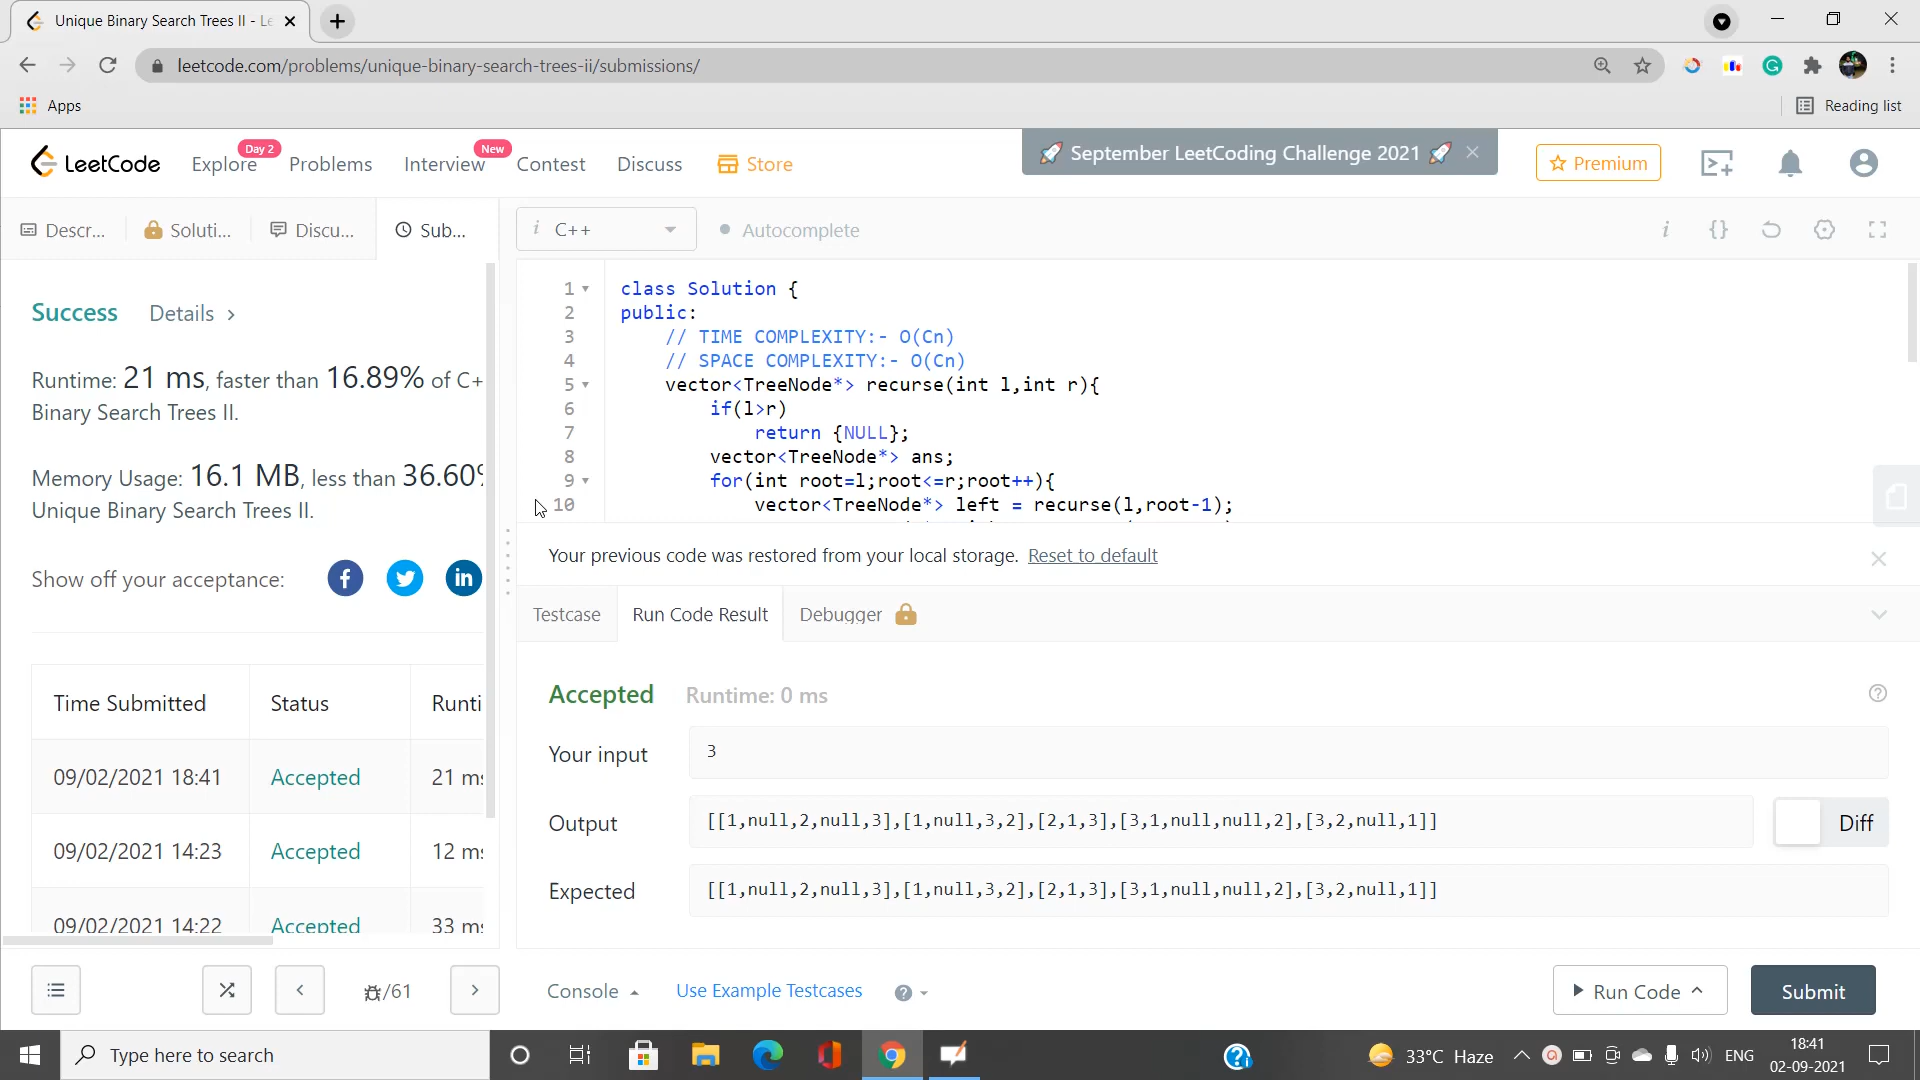 Unique Binary Search Trees II - Le
leetcode.com/problems/unique-binary-search-trees-ii/submissions/
Apps
Reading list
LeetCode
Explore
Day 2
Problems
Interview
New
Contest
Discuss
Store
🚀 September LeetCoding Challenge 2021 🚀
Premium
Descr...
Soluti...
Discu...
Sub...
i C++
Autocomplete
Success
Details >
Runtime: 21 ms, faster than 16.89% of C+
Binary Search Trees II.
Memory Usage: 16.1 MB, less than 36.60%
Unique Binary Search Trees II.
Show off your acceptance:
Time Submitted Status Runti
09/02/2021 18:41 Accepted 21 ms
09/02/2021 14:23 Accepted 12 ms
09/02/2021 14:22 Accepted 33 ms
/61
1 class Solution {
2 public:
3 // TIME COMPLEXITY:- O(Cn)
4 // SPACE COMPLEXITY:- O(Cn)
5 vector<TreeNode*> recurse(int l,int r){
6 if(l>r)
7 return {NULL};
8 vector<TreeNode*> ans;
9 for(int root=l;root<=r;root++){
10 vector<TreeNode*> left = recurse(l,root-1);
Your previous code was restored from your local storage. Reset to default
Testcase
Run Code Result
Debugger
Accepted Runtime: 0 ms
Your input 3
Output [[1,null,2,null,3],[1,null,3,2],[2,1,3],[3,1,null,null,2],[3,2,null,1]]
Diff
Expected [[1,null,2,null,3],[1,null,3,2],[2,1,3],[3,1,null,null,2],[3,2,null,1]]
Console
Use Example Testcases
Run Code
Submit
Type here to search
33°C Haze
ENG
18:41
02-09-2021